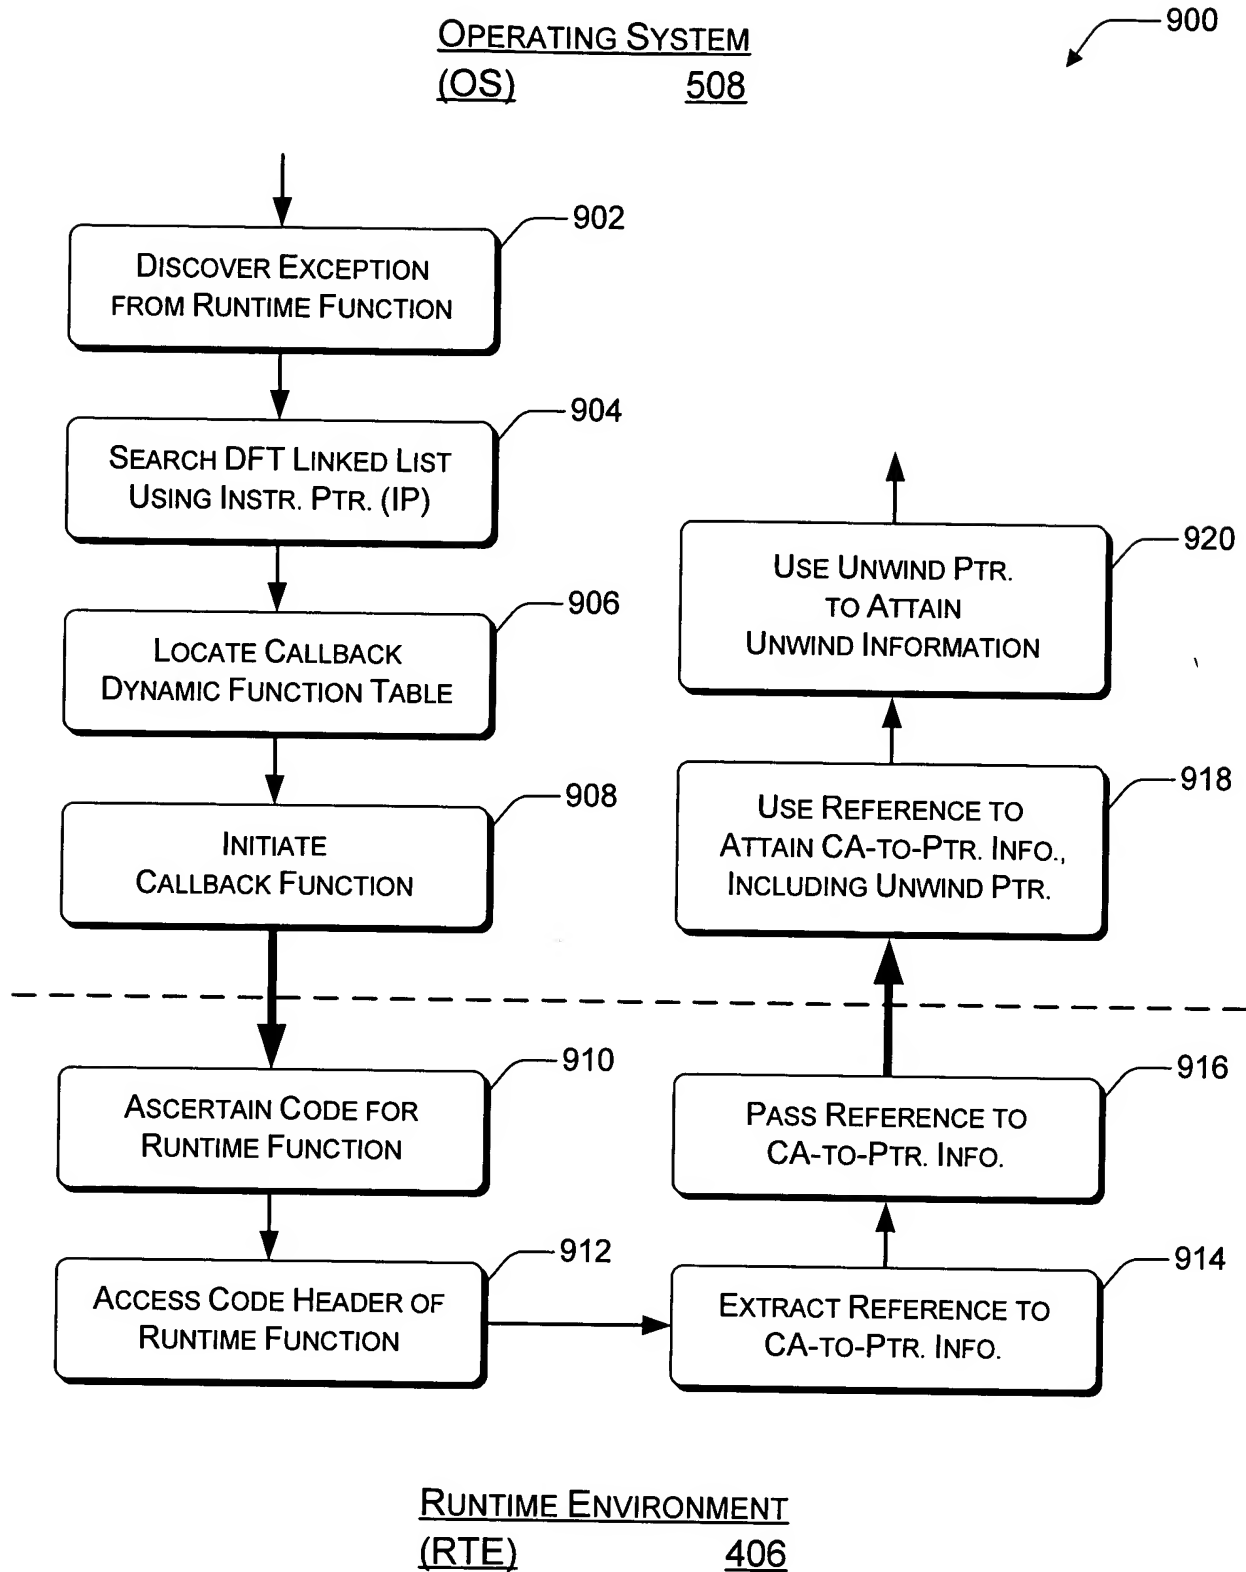 OPERATING SYSTEM
(OS) 508
900
902
DISCOVER EXCEPTION
FROM RUNTIME FUNCTION
904
SEARCH DFT LINKED LIST
USING INSTR. PTR. (IP)
906
LOCATE CALLBACK
DYNAMIC FUNCTION TABLE
908
INITIATE
CALLBACK FUNCTION
910
ASCERTAIN CODE FOR
RUNTIME FUNCTION
912
ACCESS CODE HEADER OF
RUNTIME FUNCTION
914
EXTRACT REFERENCE TO
CA-TO-PTR. INFO.
916
PASS REFERENCE TO
CA-TO-PTR. INFO.
918
USE REFERENCE TO
ATTAIN CA-TO-PTR. INFO.,
INCLUDING UNWIND PTR.
920
USE UNWIND PTR.
TO ATTAIN
UNWIND INFORMATION
RUNTIME ENVIRONMENT
(RTE) 406